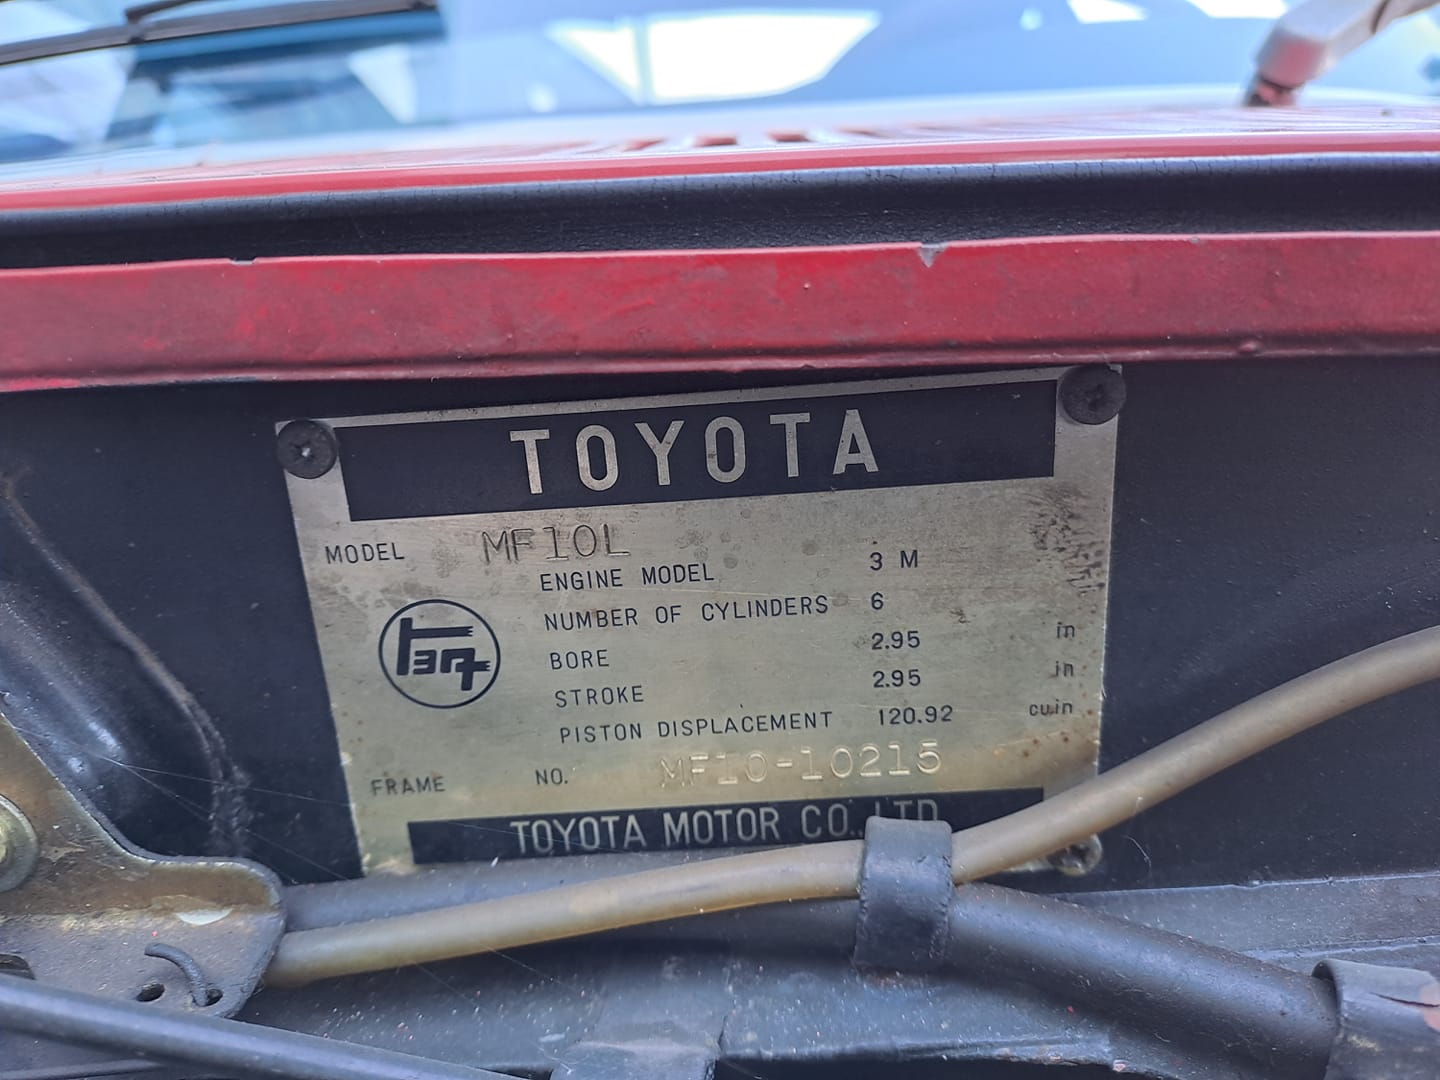 TOYOTA
MODEL MF10L
ENGINE MODEL 3 M
NUMBER OF CYLINDERS 6
BORE 2.95 in
STROKE 2.95 in
PISTON DISPLACEMENT 120.92 cu.in
FRAME NO. MF10-10215
TOYOTA MOTOR CO.,LTD